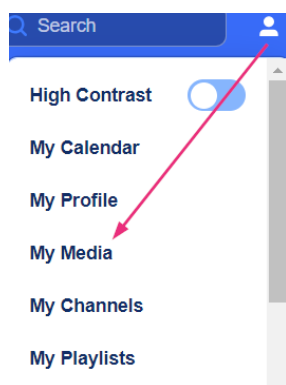 Search
High Contrast
My Calendar
My Profile
My Media
My Channels
My Playlists